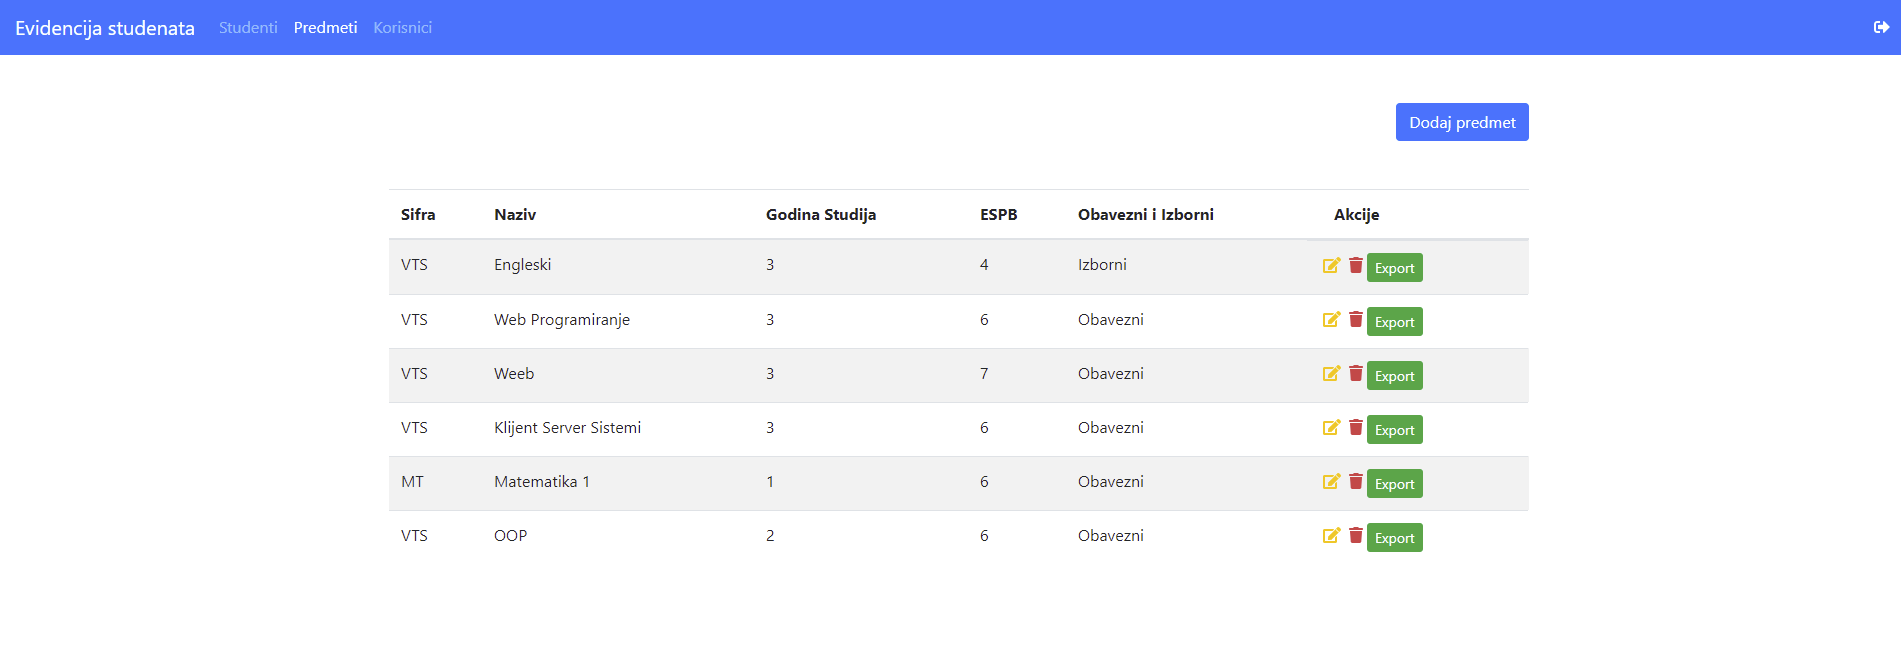 Evidencija studenata Studenti Predmeti Korisnici
Dodaj predmet
Sifra Naziv Godina Studija ESPB Obavezni i Izborni Akcije
VTS Engleski 3 4 Izborni Export
VTS Web Programiranje 3 6 Obavezni Export
VTS Weeb 3 7 Obavezni Export
VTS Klijent Server Sistemi 3 6 Obavezni Export
MT Matematika 1 1 6 Obavezni Export
VTS OOP 2 6 Obavezni Export